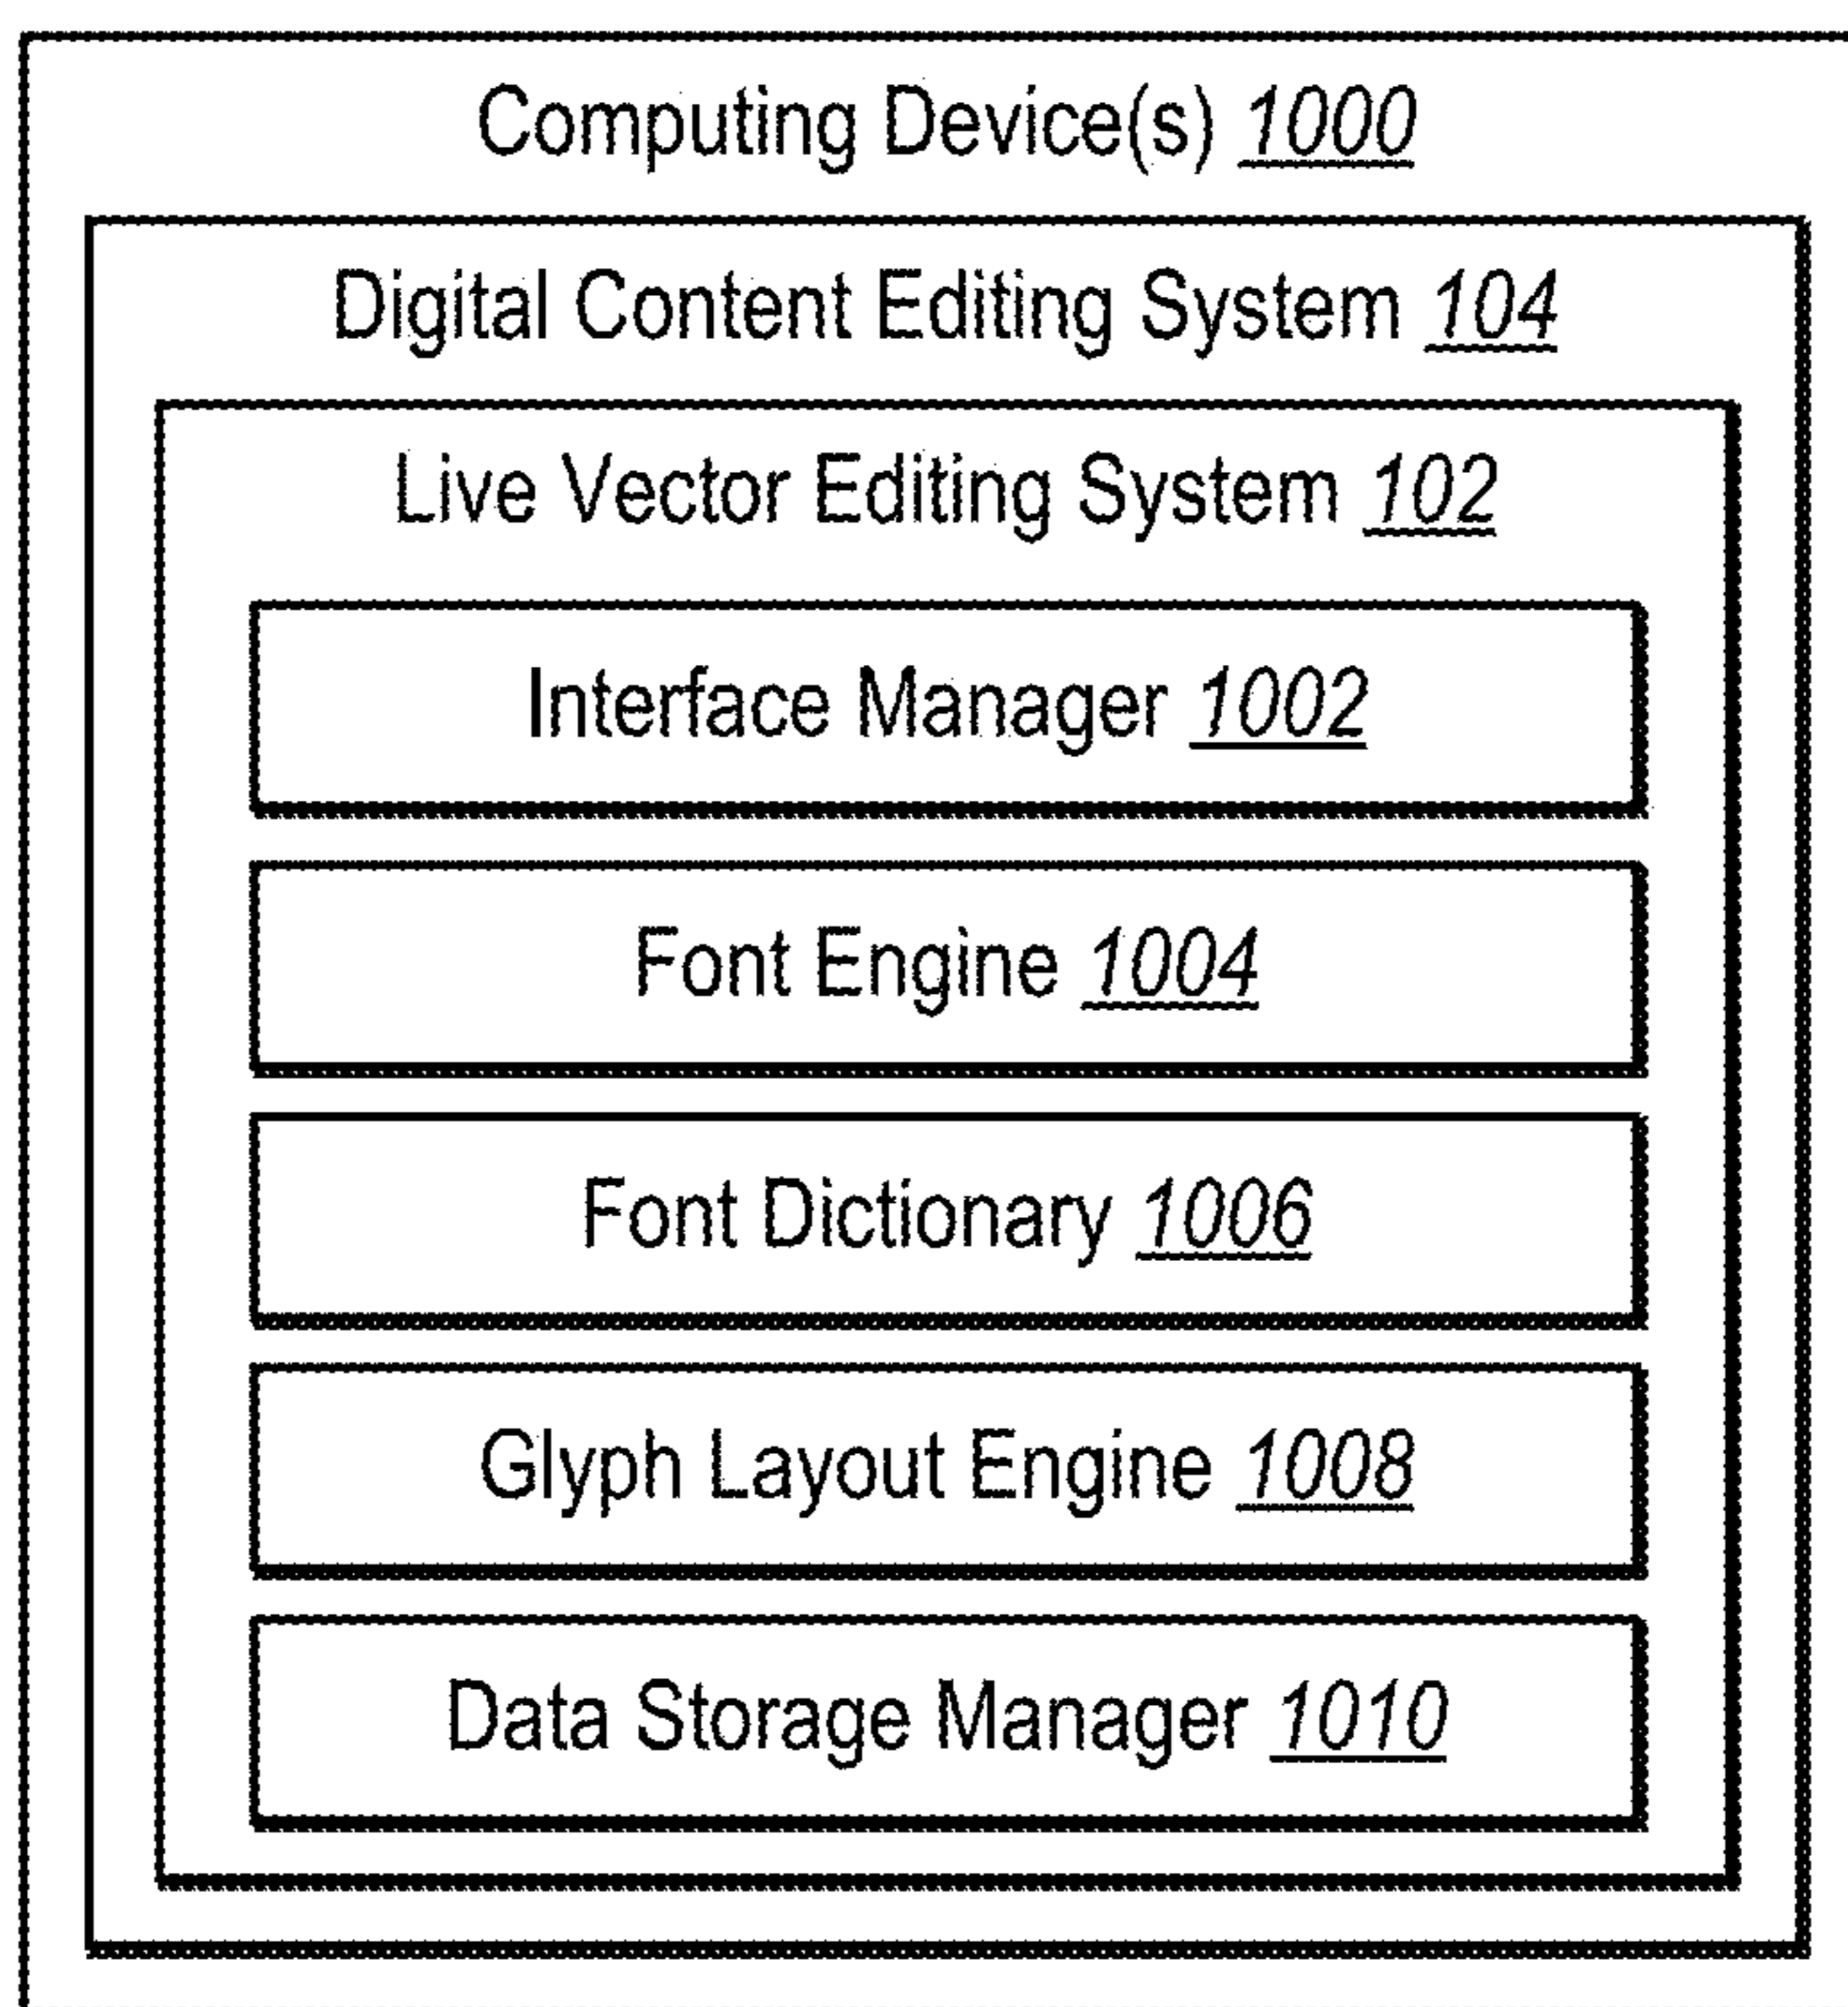 Computing Device(s) 1000
Digital Content Editing System 104
Live Vector Editing System 102
Interface Manager 1002
Font Engine 1004
Font Dictionary 1006
Glyph Layout Engine 1008
Data Storage Manager 1010